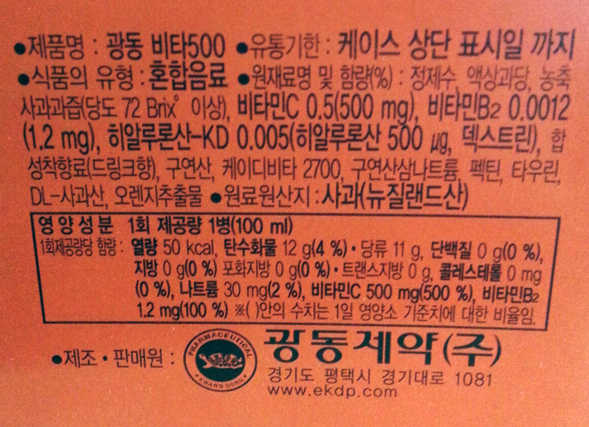 ●제품명 : 광동 비타500 ●유통기한 : 케이스 상단 표시일 까지
●식품의 유형 : 혼합음료 ●원재료명 및 함량(%) : 정제수, 액상과당, 농축
사과과즙(당도 72 Brix° 이상), 비타민C 0.5(500 mg), 비타민B2 0.0012
(1.2 mg), 히알루론산-KD 0.005(히알루론산 500 μg, 덱스트린), 합
성착향료(드링크향), 구연산, 케이디비타 2700, 구연산삼나트륨, 펙틴, 타우린,
DL-사과산, 오렌지추출물 ●원료원산지 : 사과(뉴질랜드산)
영양성분 1회 제공량 1병(100 ml)
1회제공량당 함량 : 열량 50 kcal, 탄수화물 12 g(4 %)·당류 11 g, 단백질 0 g(0 %),
지방 0 g(0 %) 포화지방 0 g(0 %)·트랜스지방 0 g, 콜레스테롤 0 mg
(0 %), 나트륨 30 mg(2 %), 비타민C 500 mg(500 %), 비타민B2
1.2 mg(100 %) ※( )안의 수치는 1일 영양소 기준치에 대한 비율임.
●제조·판매원 : PHARMACEUTICAL KWANG DONG 광동제약(주)
경기도 평택시 경기대로 1081
www.ekdp.com